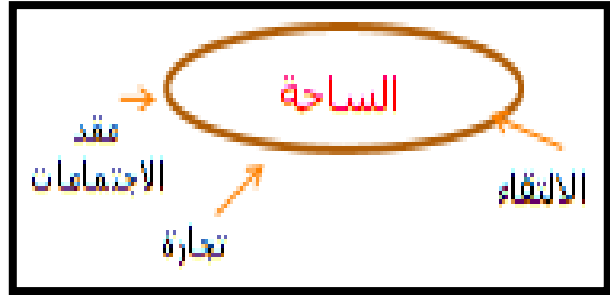 الساحة
عقد
الاجتماعات
تجارة
الالتقاء